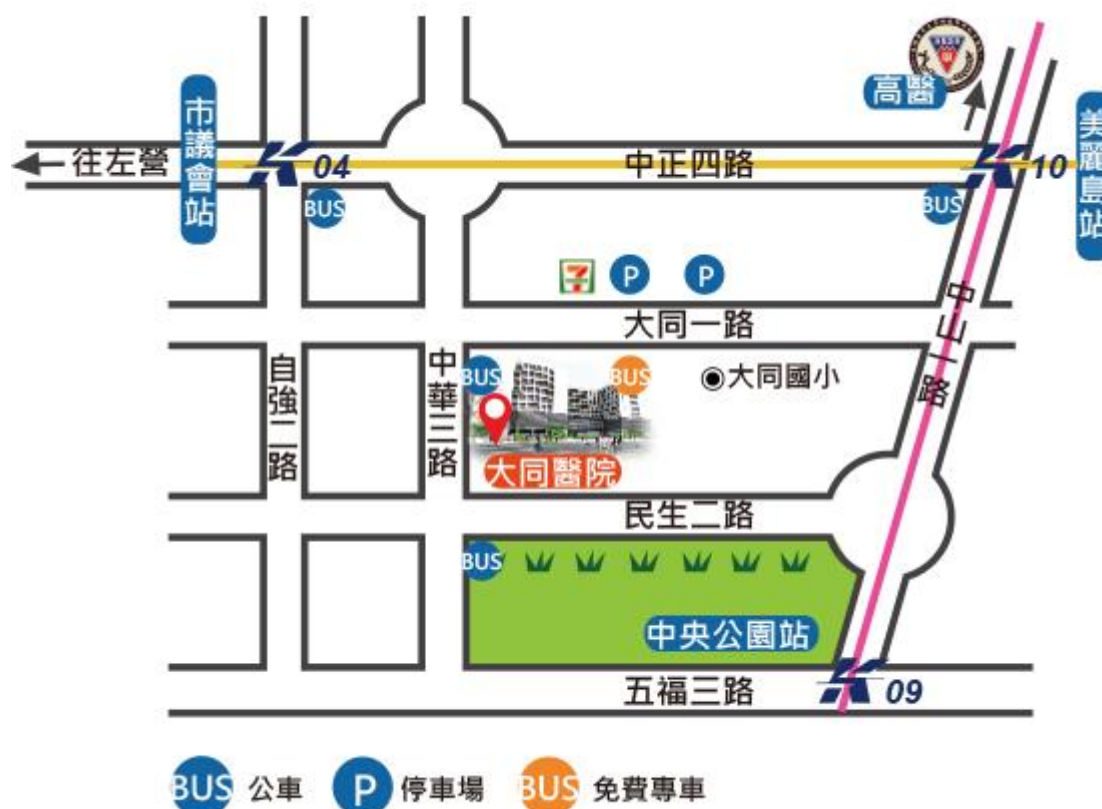 高醫
市議會站
美麗島站
往左營
04
中正四路
10
BUS
BUS
7
P
P
大同一路
中山一路
自強二路
中華三路
BUS
BUS
大同國小
大同醫院
民生二路
BUS
中央公園站
五福三路
09
BUS 公車
P 停車場
BUS 免費專車